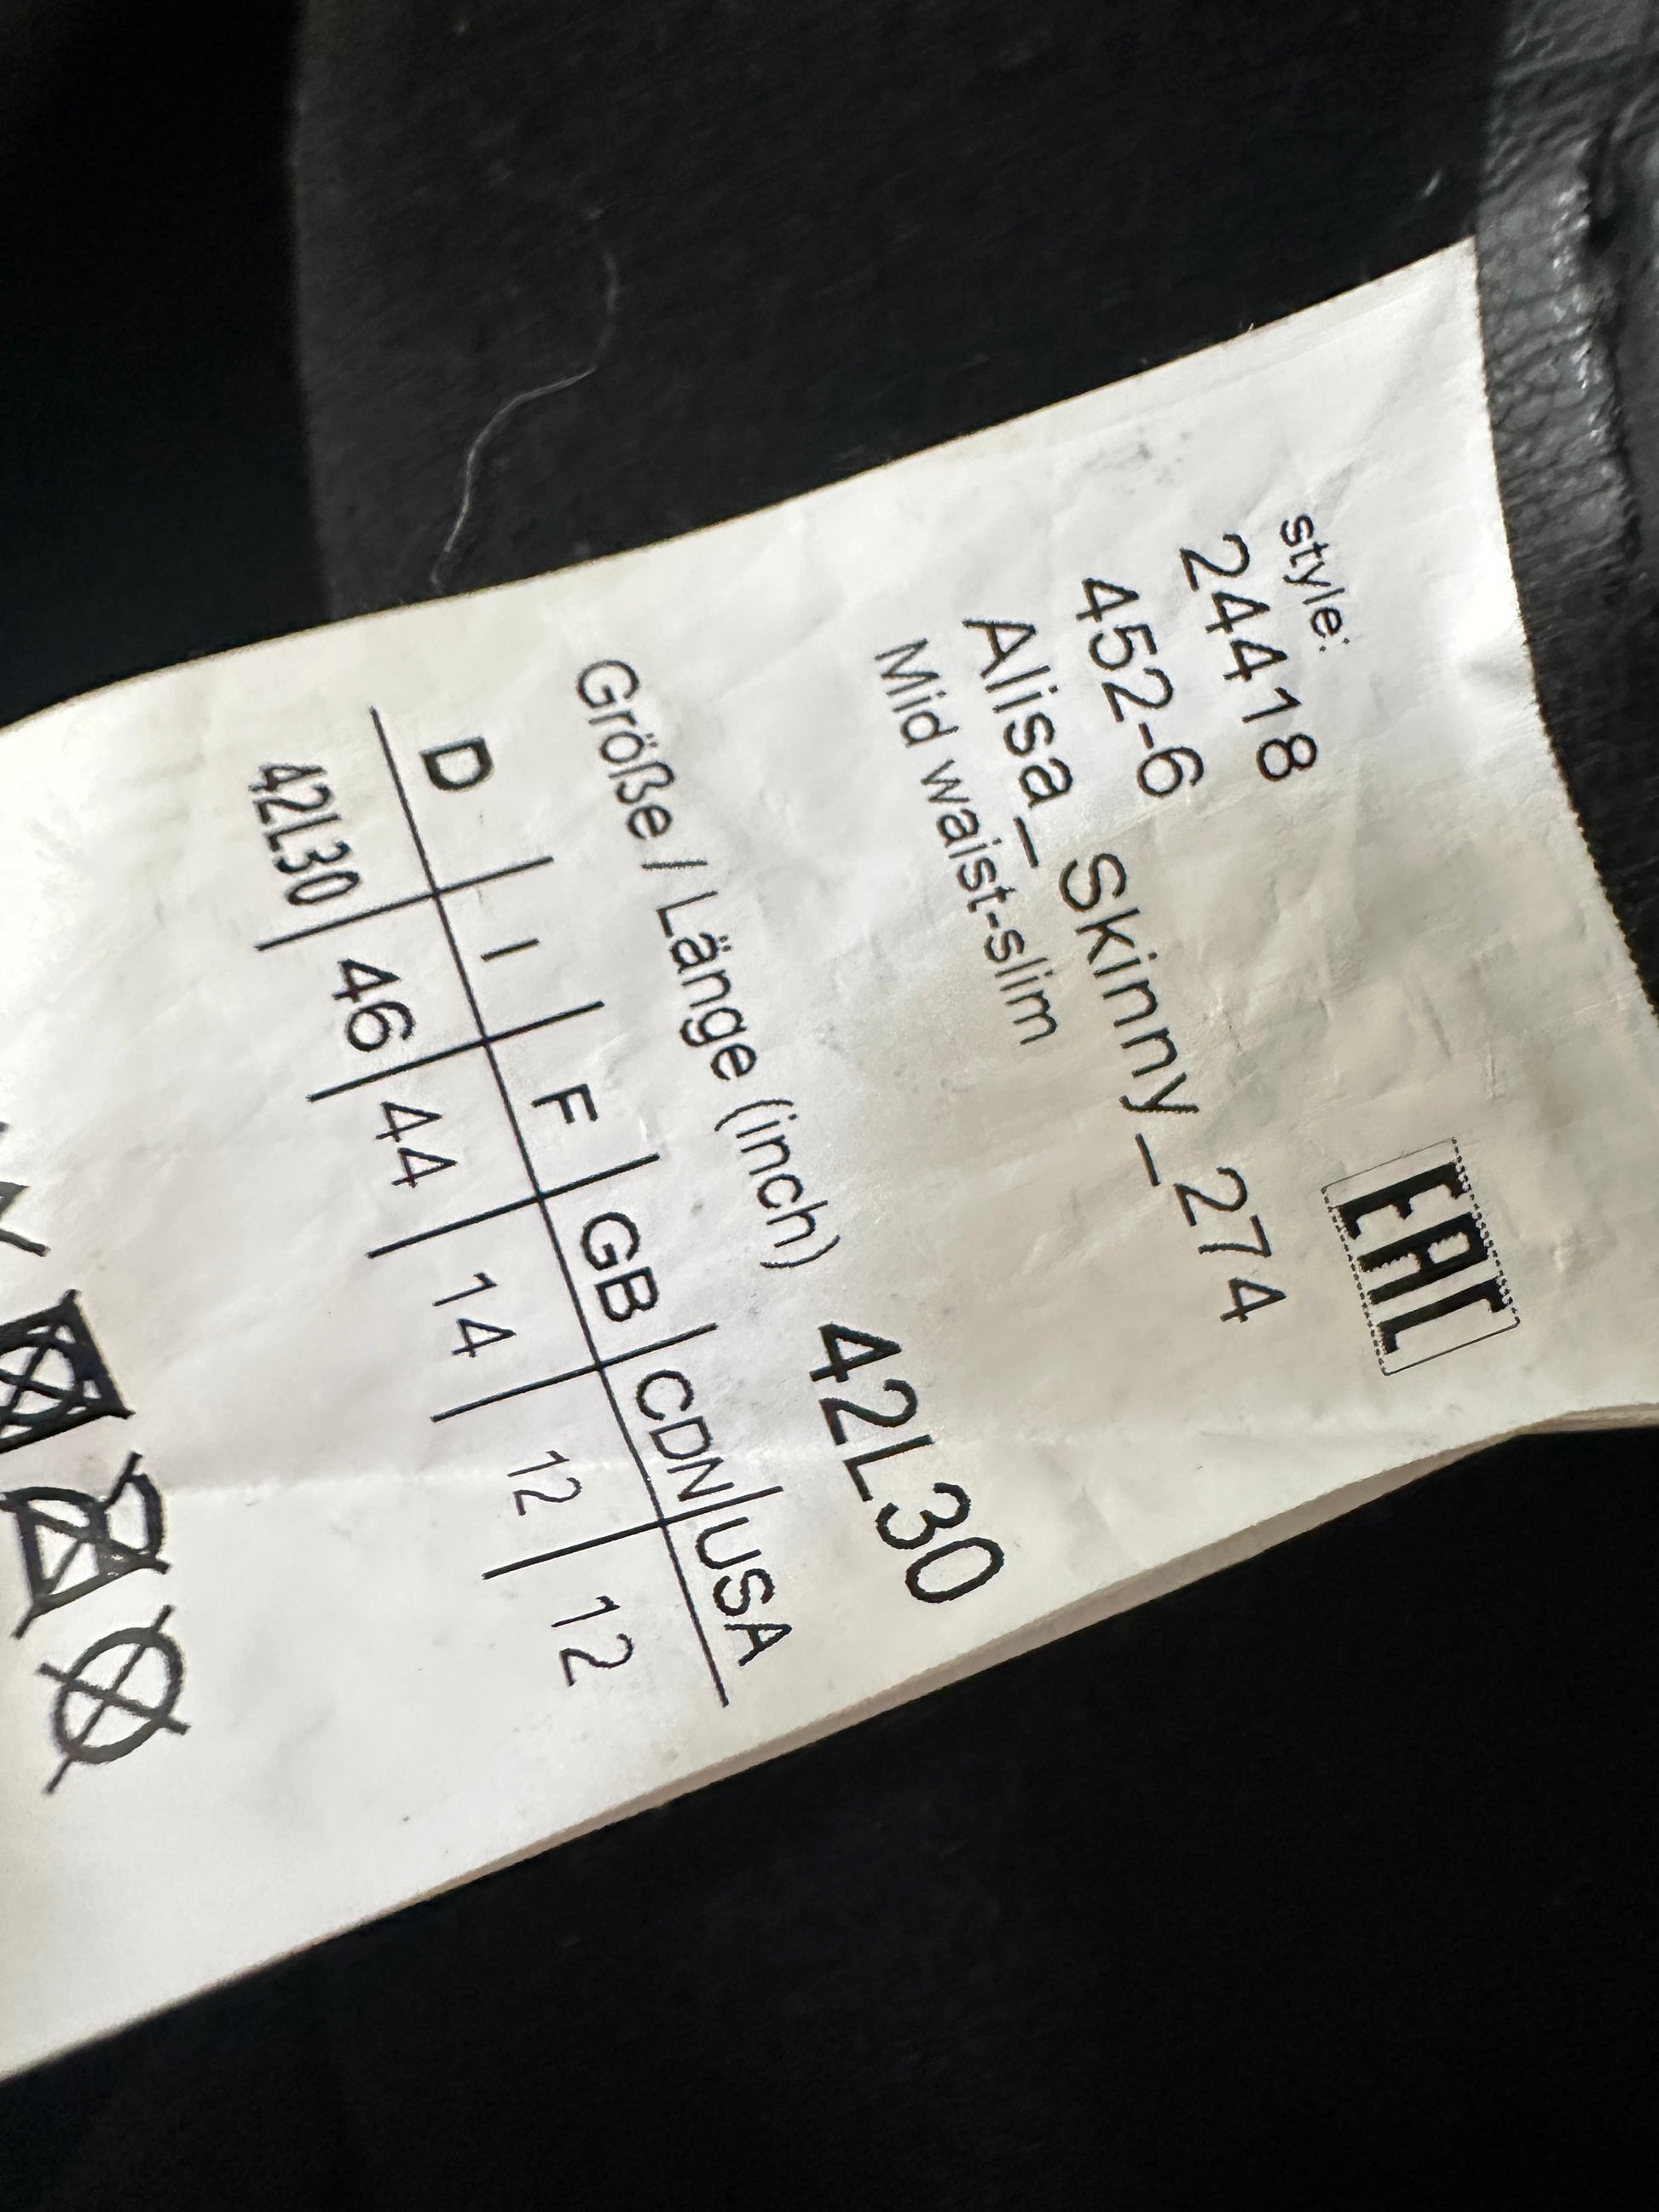 style:
24418
452-6
Alisa_Skinny_274
Mid waist-slim
EAC
Größe / Länge (inch) 42L30
D | I | F | GB | CDN | USA
42L30 | 46 | 44 | 14 | 12 | 12